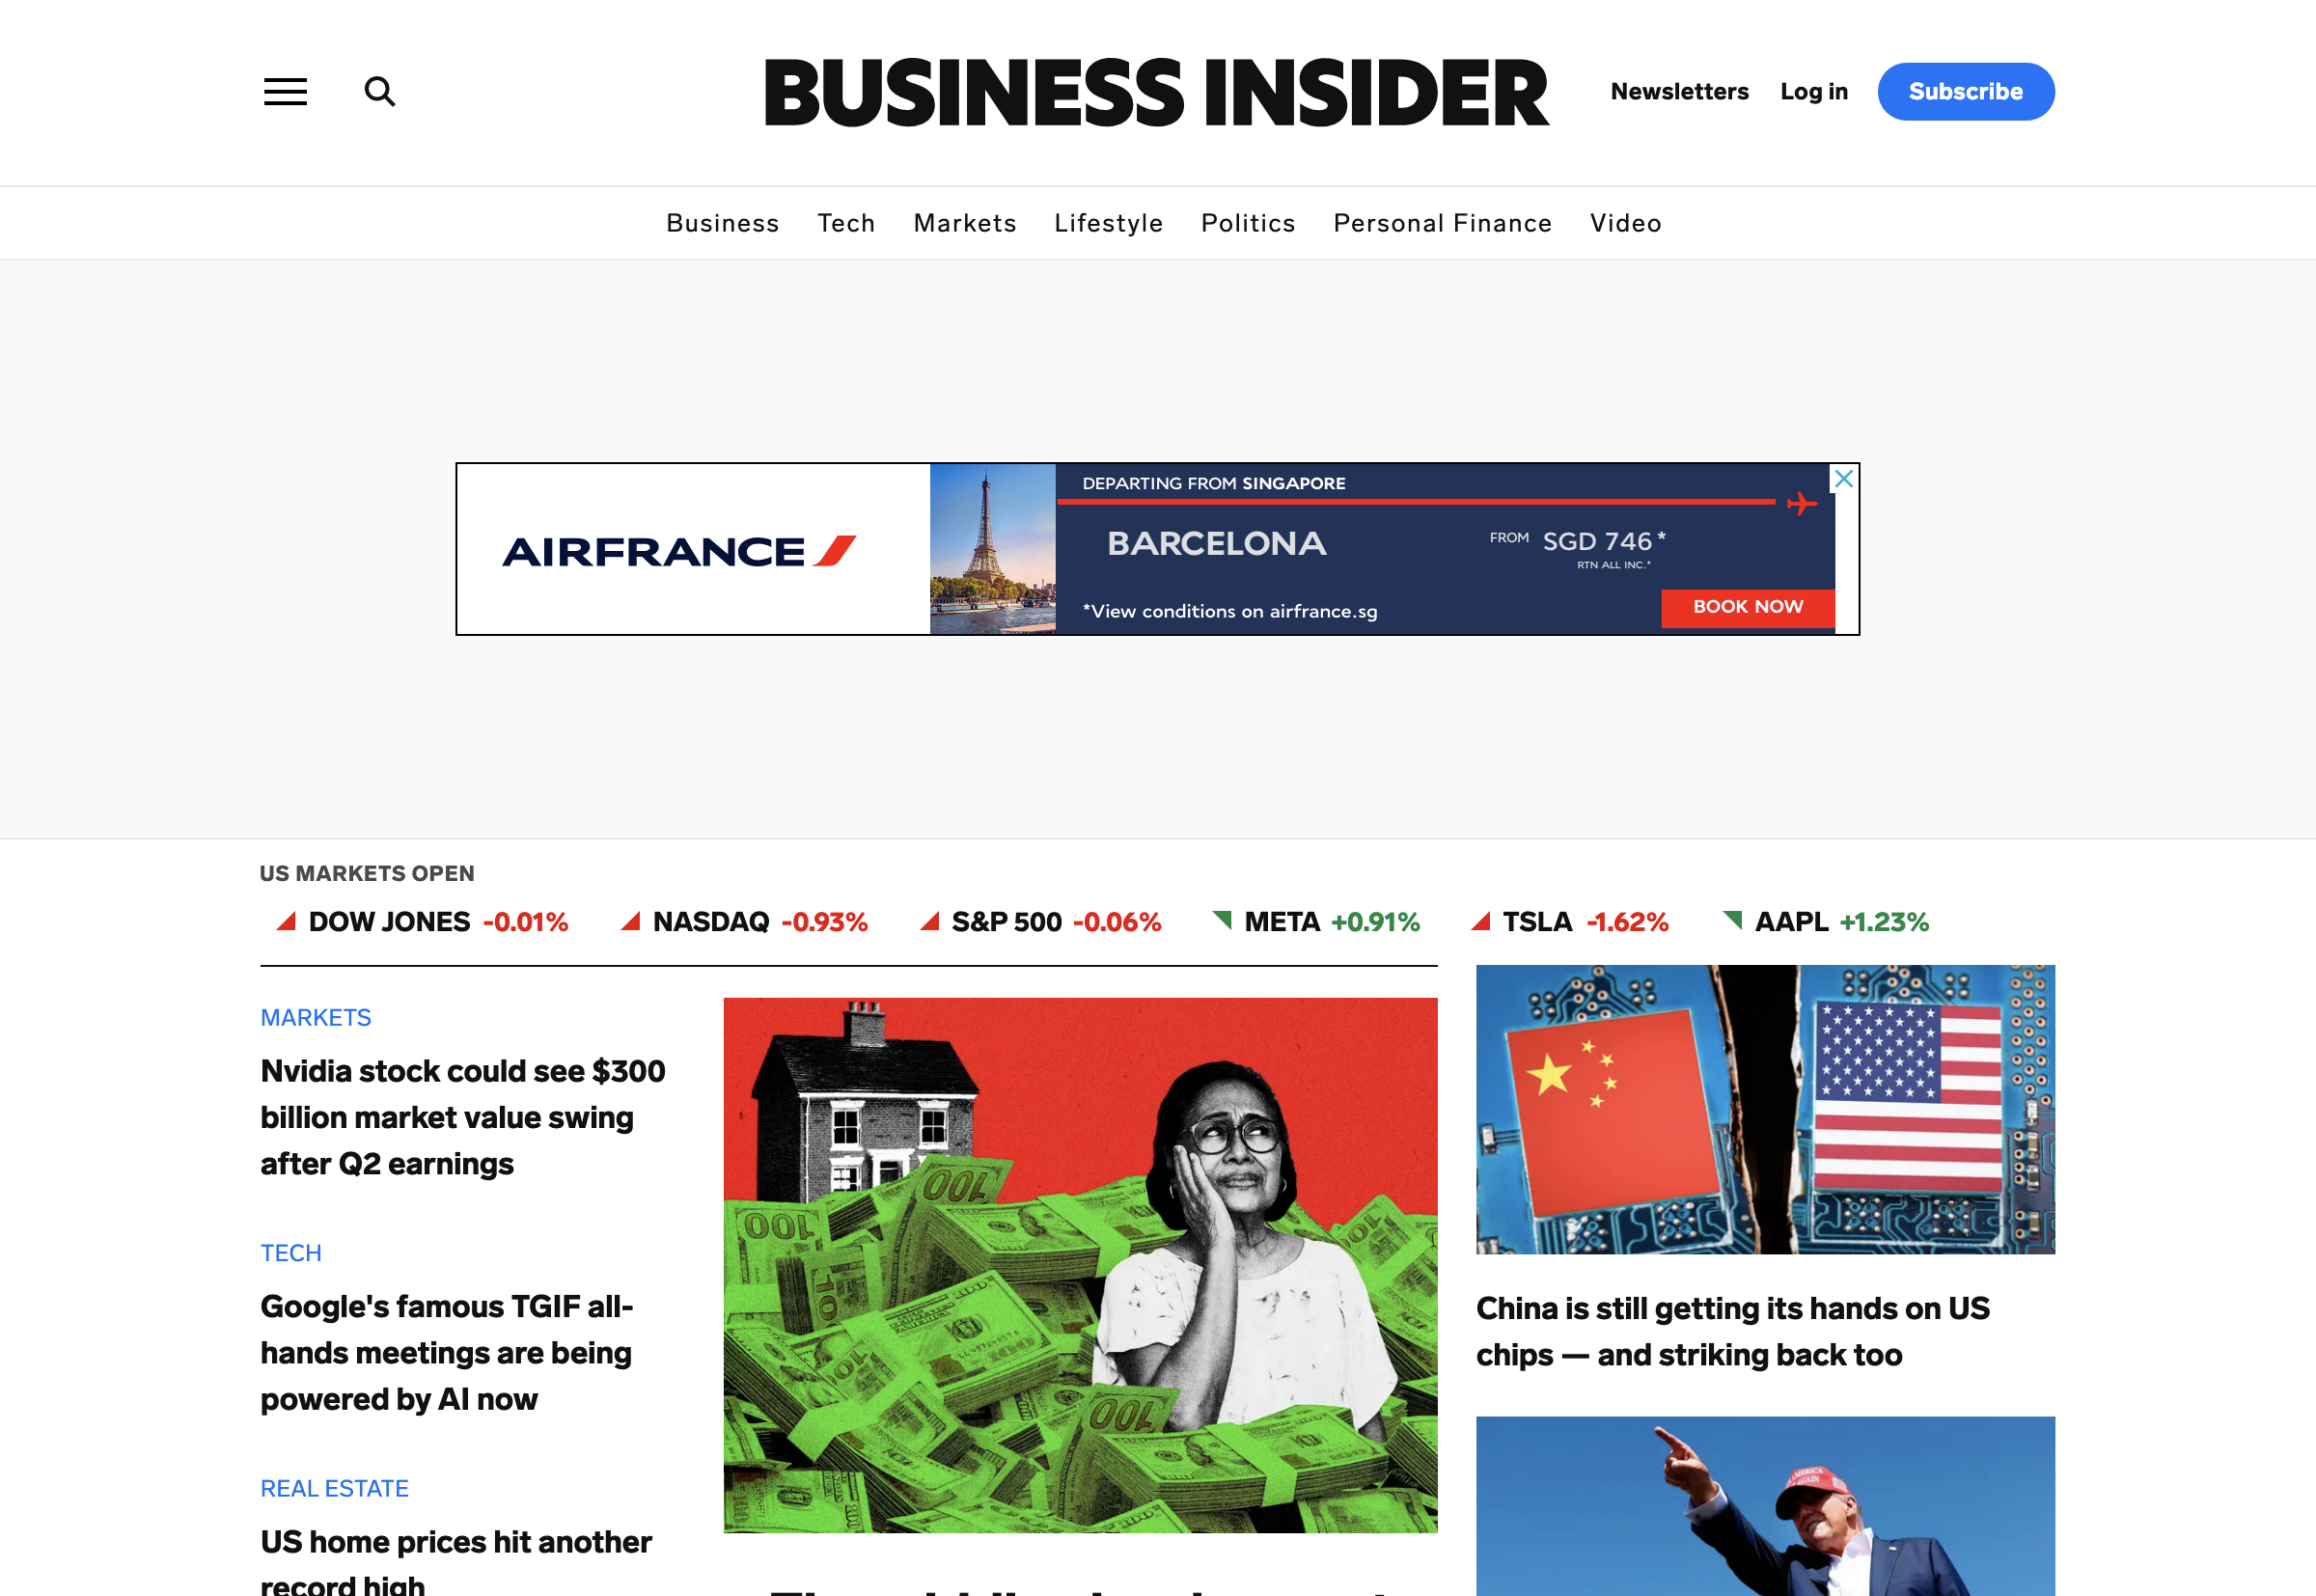 BUSINESS INSIDER
Newsletters
Log in
Subscribe
Business Tech Markets Lifestyle Politics Personal Finance Video
AIRFRANCE
DEPARTING FROM SINGAPORE
BARCELONA
FROM SGD 746*
RTN ALL INC.*
*View conditions on airfrance.sg
BOOK NOW
US MARKETS OPEN
DOW JONES -0.01% NASDAQ -0.93% S&P 500 -0.06% META +0.91% TSLA -1.62% AAPL +1.23%
MARKETS
Nvidia stock could see $300
billion market value swing
after Q2 earnings
TECH
Google's famous TGIF all-
hands meetings are being
powered by AI now
REAL ESTATE
US home prices hit another
record high
100
100
100
100
China is still getting its hands on US
chips — and striking back too